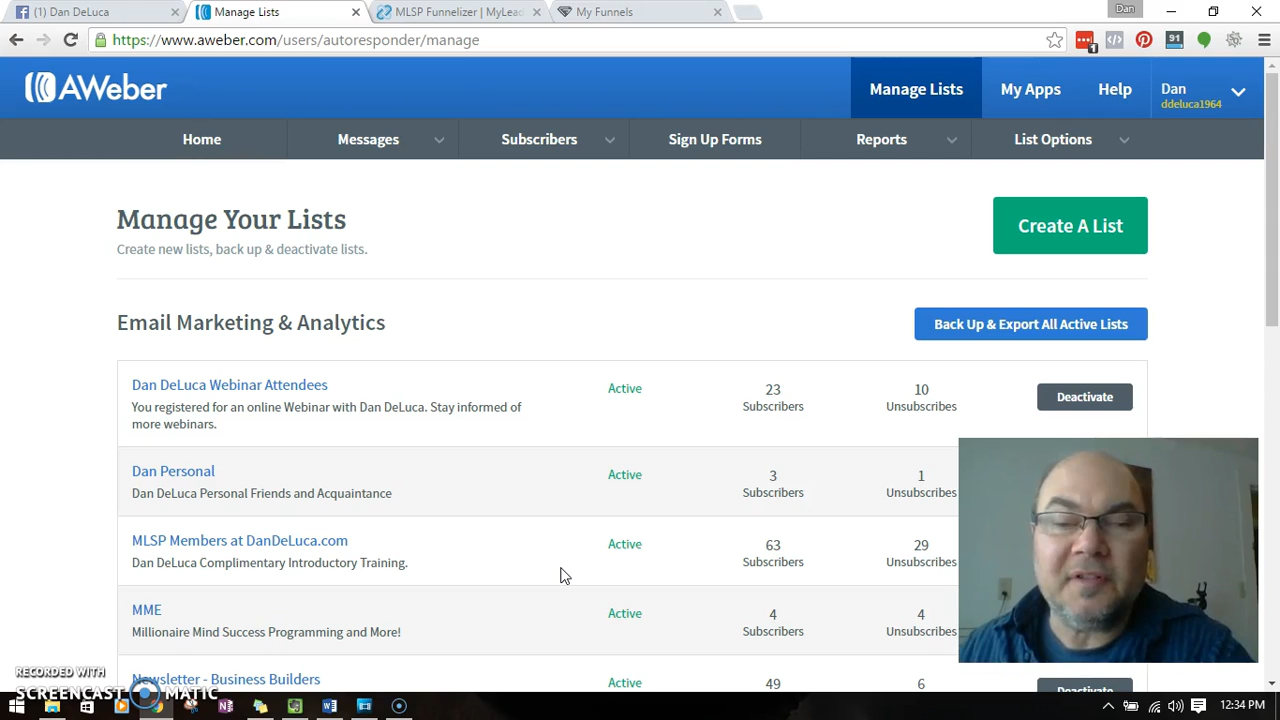 (1) Dan DeLuca
Manage Lists
MLSP Funnelizer | MyLead
My Funnels
Dan
https://www.aweber.com/users/autoresponder/manage
1
91
AWeber
Manage Lists
My Apps
Help
Dan
ddeluca1964
Home
Messages
Subscribers
Sign Up Forms
Reports
List Options
Manage Your Lists
Create new lists, back up & deactivate lists.
Create A List
Email Marketing & Analytics
Back Up & Export All Active Lists
Dan DeLuca Webinar Attendees
You registered for an online Webinar with Dan DeLuca. Stay informed of
more webinars.
Active
23
Subscribers
10
Unsubscribes
Deactivate
Dan Personal
Dan DeLuca Personal Friends and Acquaintance
Active
3
Subscribers
1
Unsubscribes
MLSP Members at DanDeLuca.com
Dan DeLuca Complimentary Introductory Training.
Active
63
Subscribers
29
Unsubscribes
MME
Millionaire Mind Success Programming and More!
Active
4
Subscribers
4
Unsubscribes
Newsletter - Business Builders
Active
49
6
Deactivate
RECORDED WITH
SCREENCAST MATIC
12:34 PM